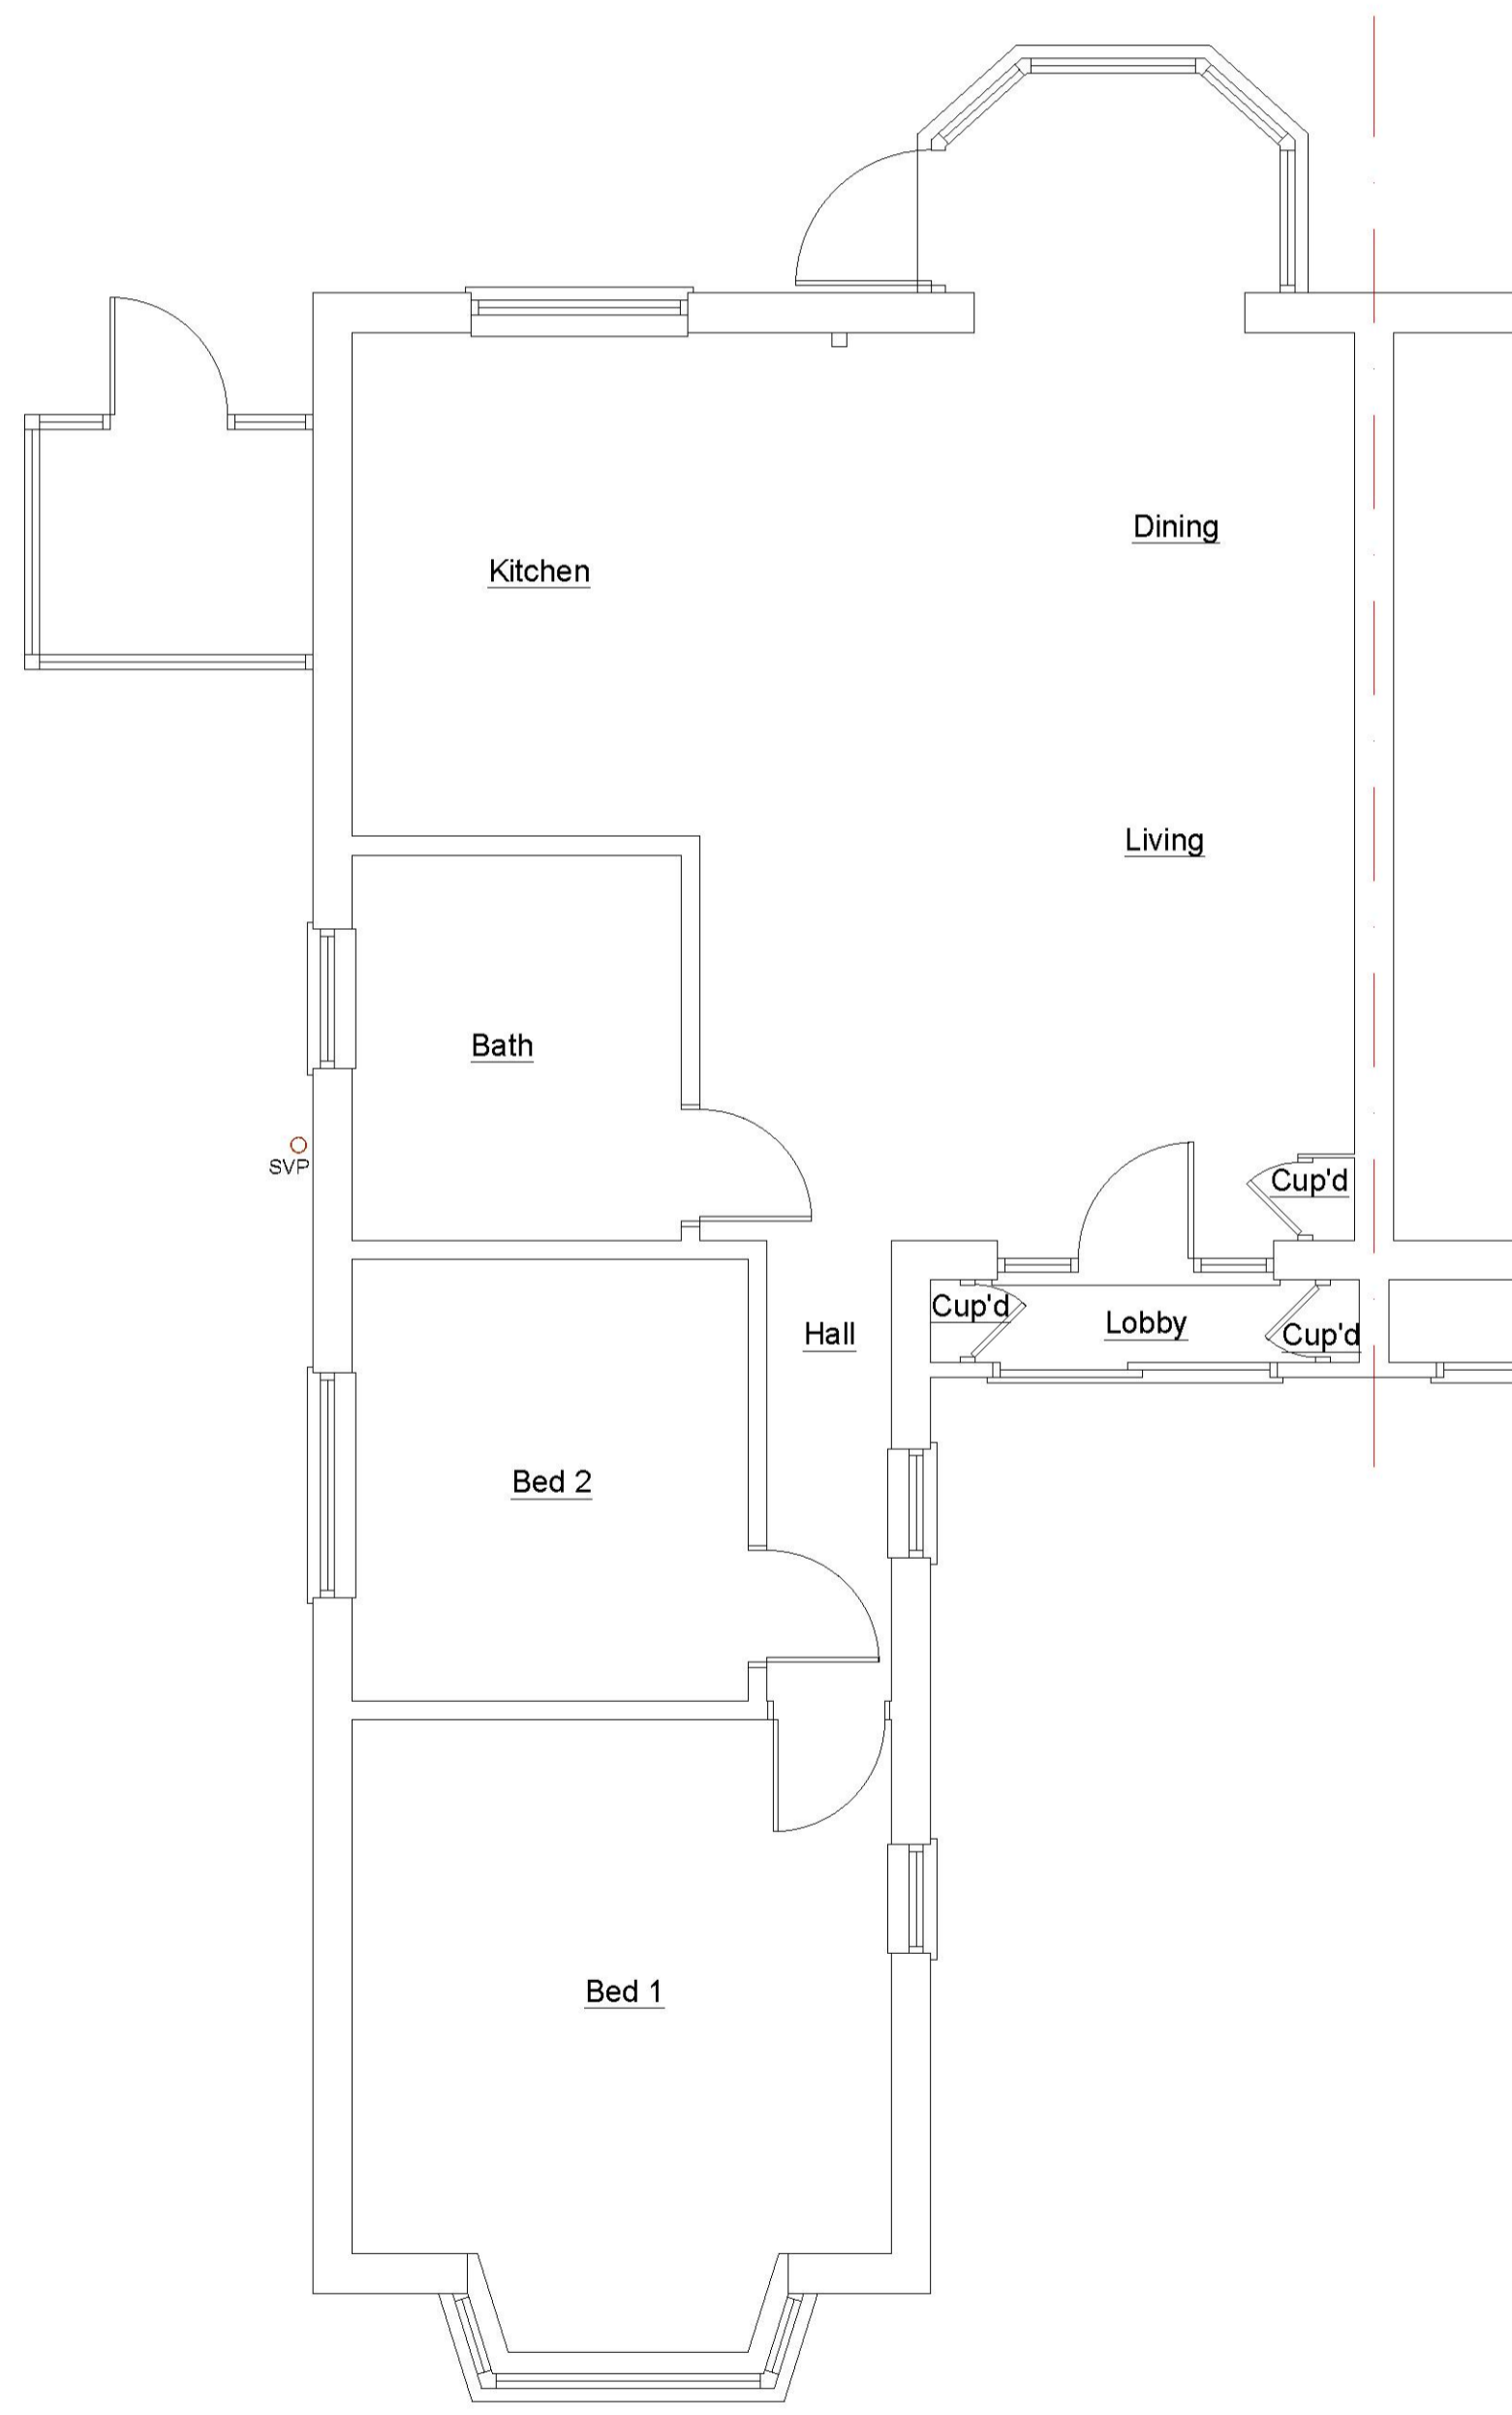 Dining
Kitchen
Living
Bath
SVP
Cup'd
Cup'd
Lobby
Cup'd
Hall
Bed 2
Bed 1